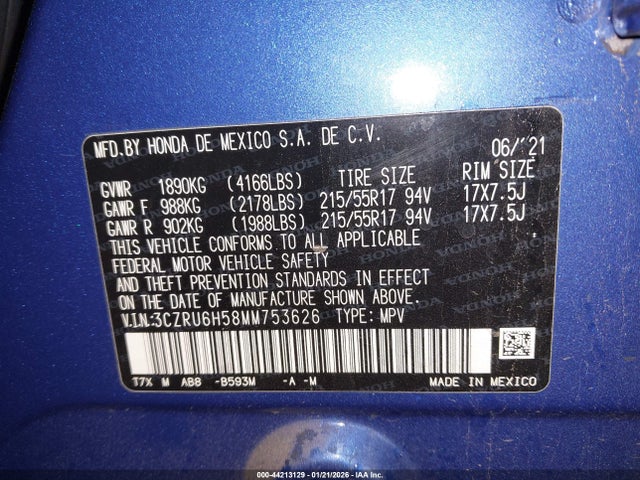 MFD.BY HONDA DE MEXICO S.A. DE C.V. 06/'21
TIRE SIZE RIM SIZE
GVWR 1890KG (4166LBS)
GAWR F 988KG (2178LBS) 215/55R17 94V 17X7.5J
GAWR R 902KG (1988LBS) 215/55R17 94V 17X7.5J
THIS VEHICLE CONFORMS TO ALL APPLICABLE
FEDERAL MOTOR VEHICLE SAFETY
AND THEFT PREVENTION STANDARDS IN EFFECT
ON THE DATE OF MANUFACTURE SHOWN ABOVE.
V.I.N:3CZRU6H58MM753626 TYPE: MPV
T7X M AB8 -B593M -A -M MADE IN MEXICO
000-44213129 - 01/21/2026 - IAA Inc.